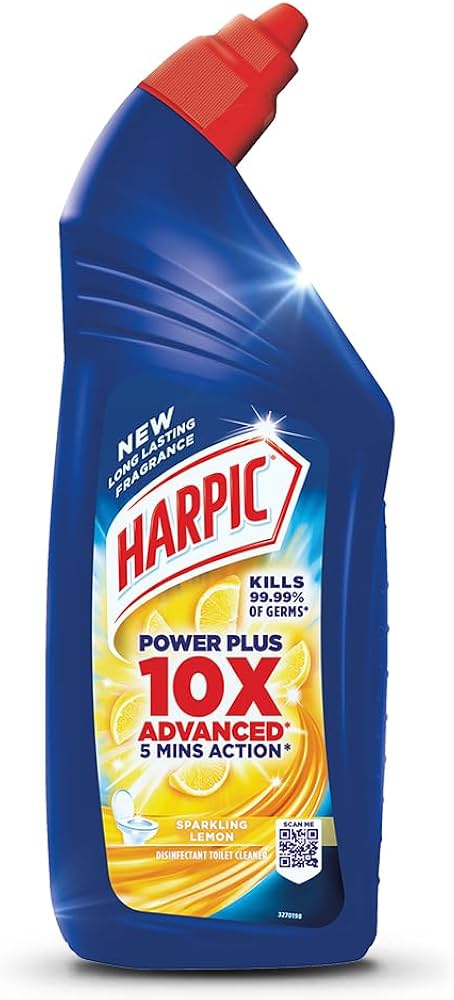 NEW
LONG LASTING
FRAGRANCE
HARPIC
KILLS
99.99%
OF GERMS*
POWER PLUS
10X
ADVANCED*
5 MINS ACTION*
SPARKLING
LEMON
DISINFECTANT TOILET CLEANER
SCAN ME
3270198